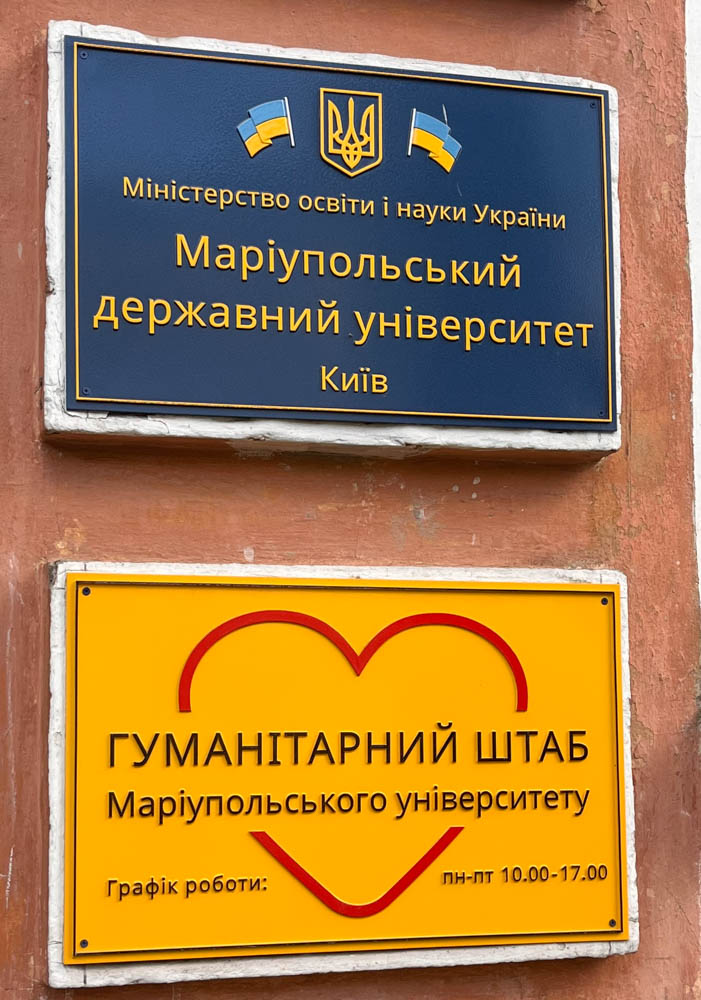 Міністерство освіти і науки України
Маріупольський
державний університет
Київ
ГУМАНІТАРНИЙ ШТАБ
Маріупольського університету
Графік роботи: пн-пт 10.00-17.00